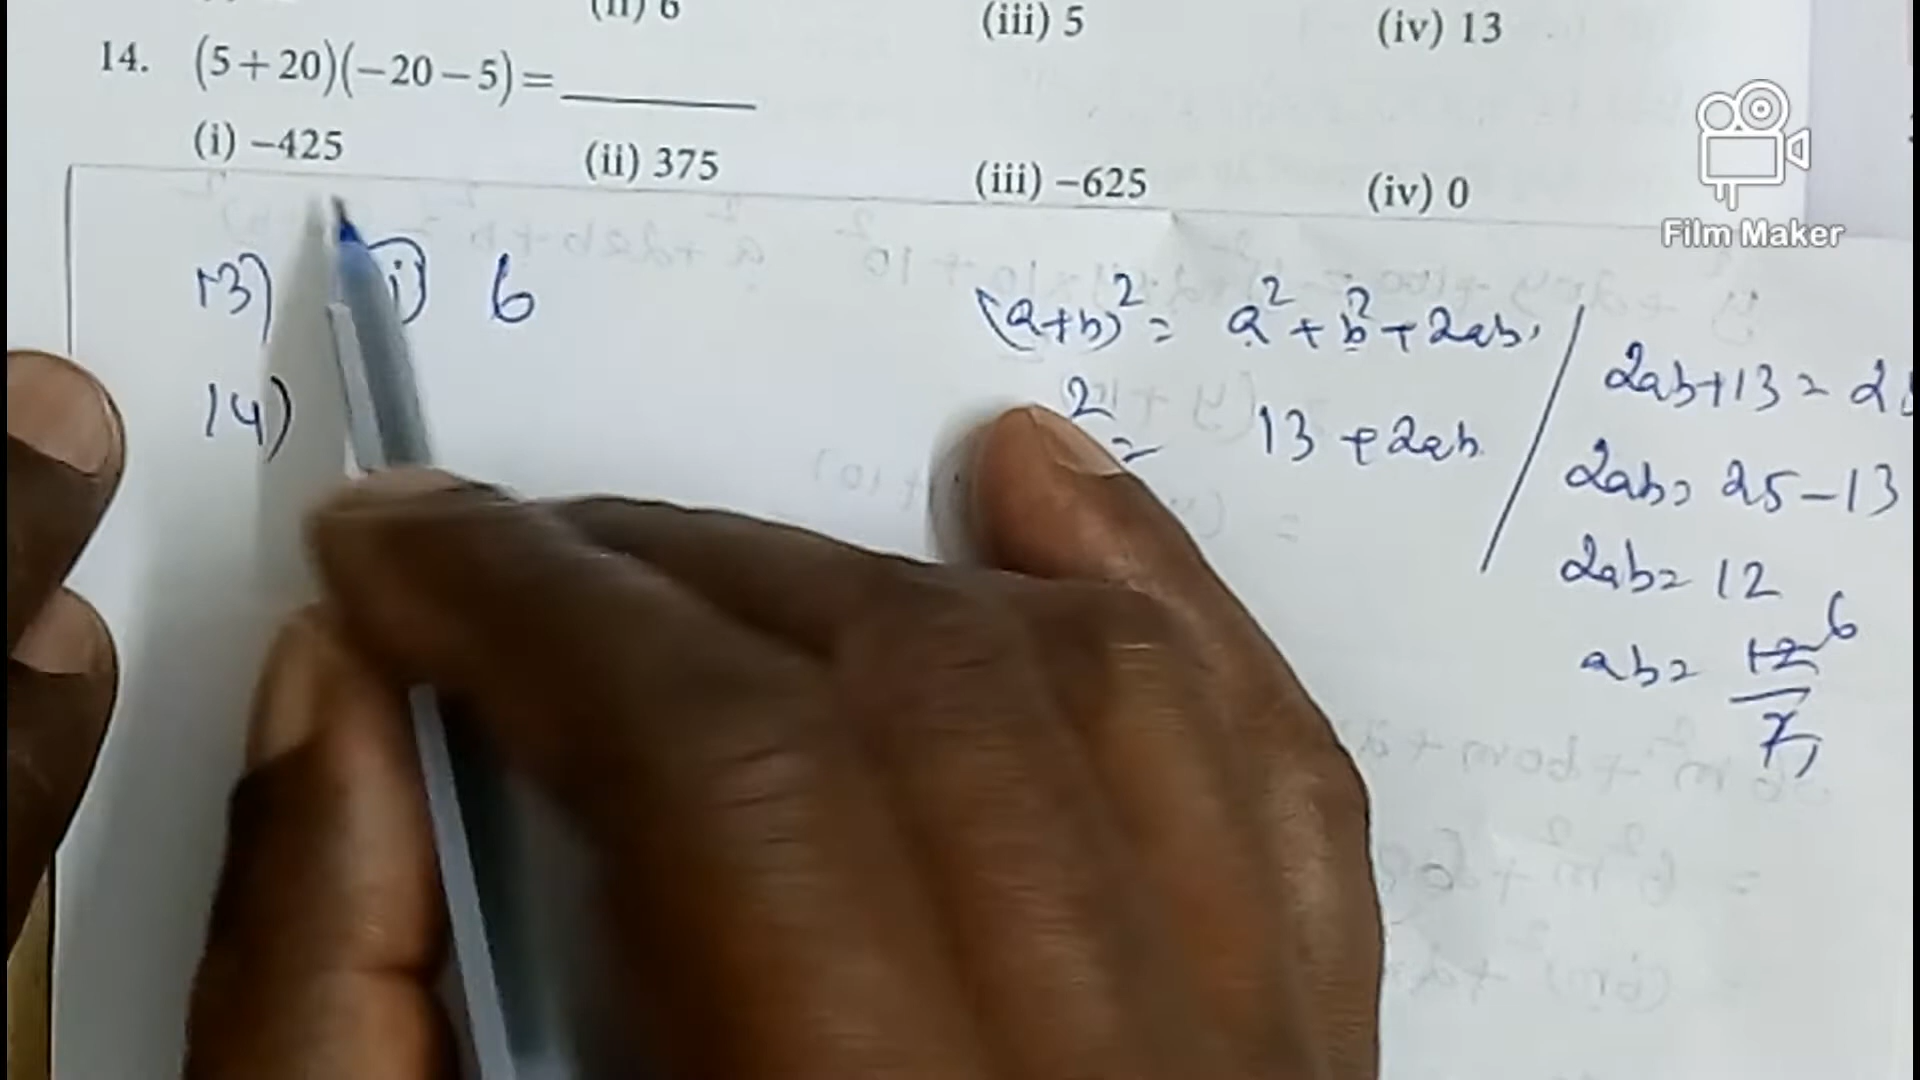 (ii) 6 (iii) 5 (iv) 13
14. (5+20)(−20−5)= ________
(i) −425 (ii) 375 (iii) −625 (iv) 0
Film Maker
13) i) 6
14)
(a+b)² = a² + b² + 2ab
² = 13 + 2ab
2ab+13 = 2
2ab = 25 − 13
2ab = 12
ab = 12 6